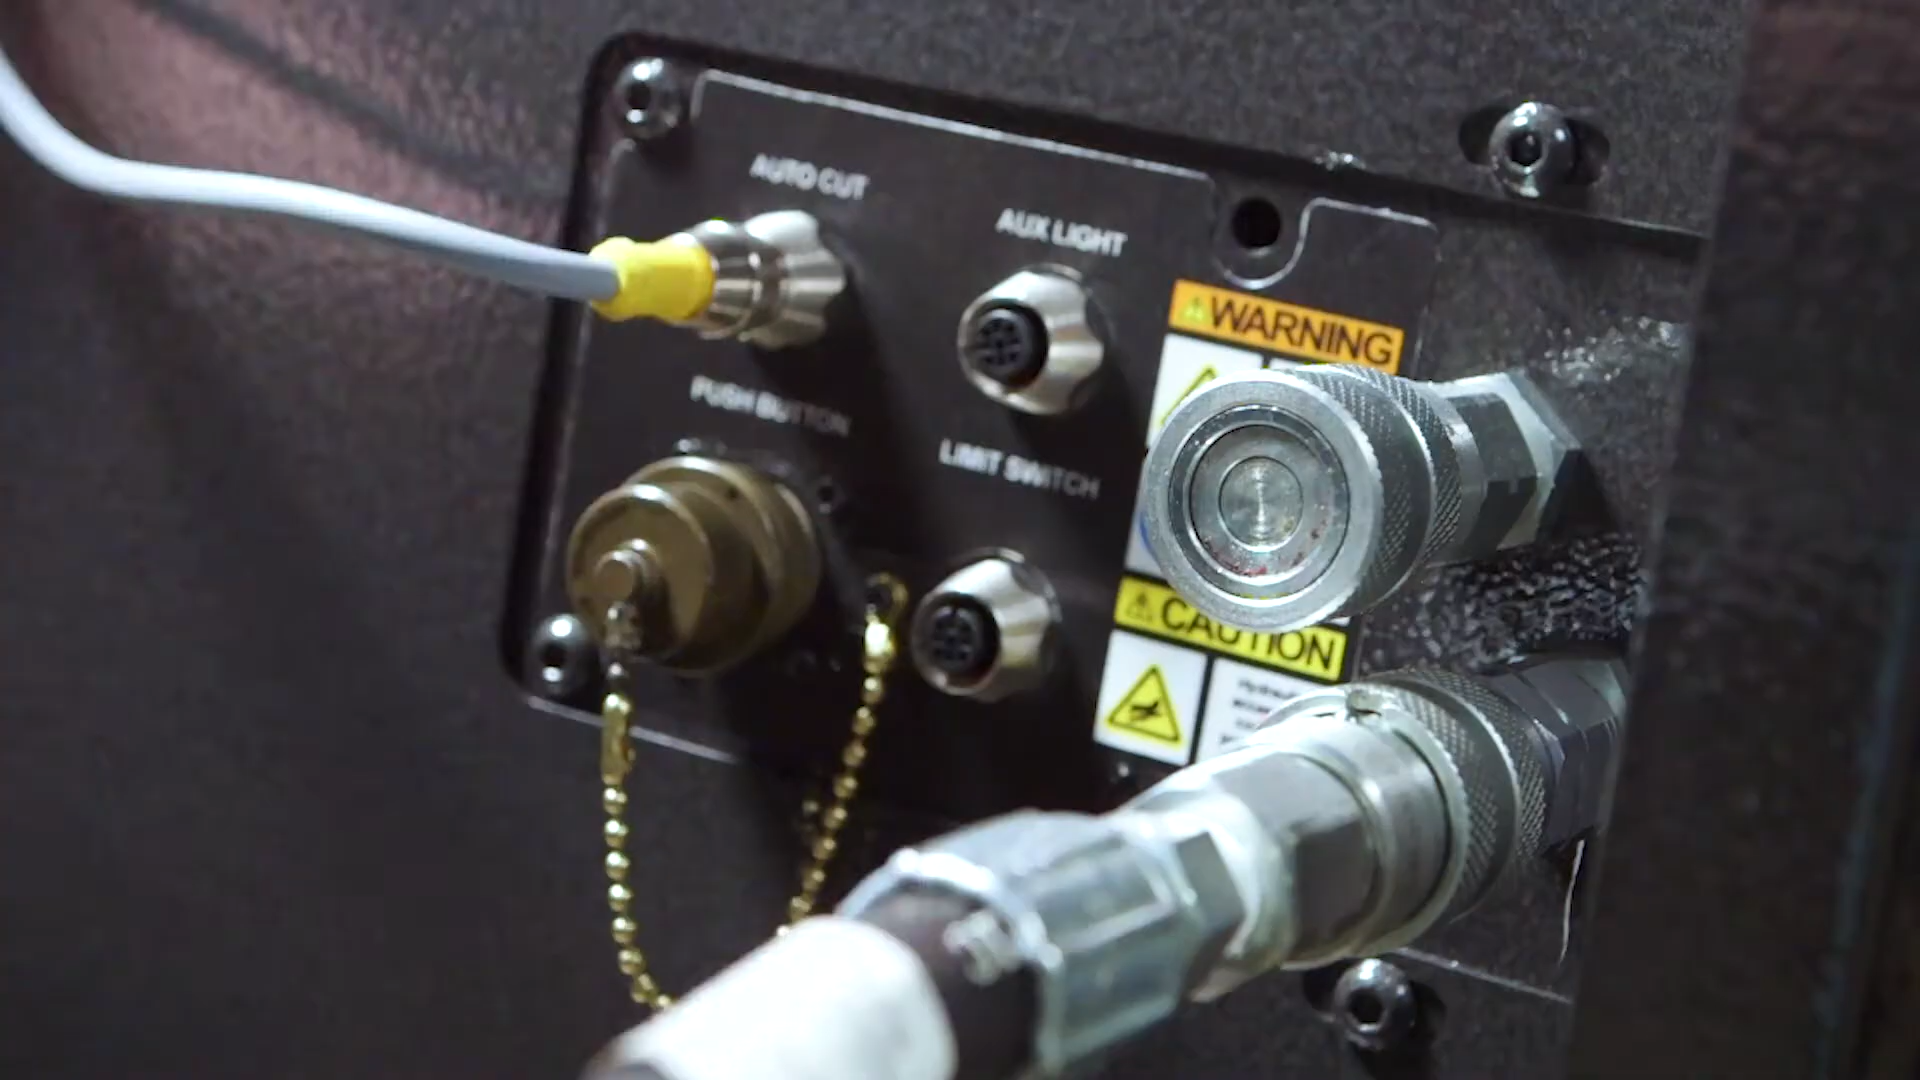 AUTO CUT
AUX LIGHT
WARNING
PUSH BUTTON
LIMIT SWITCH
CAUTION